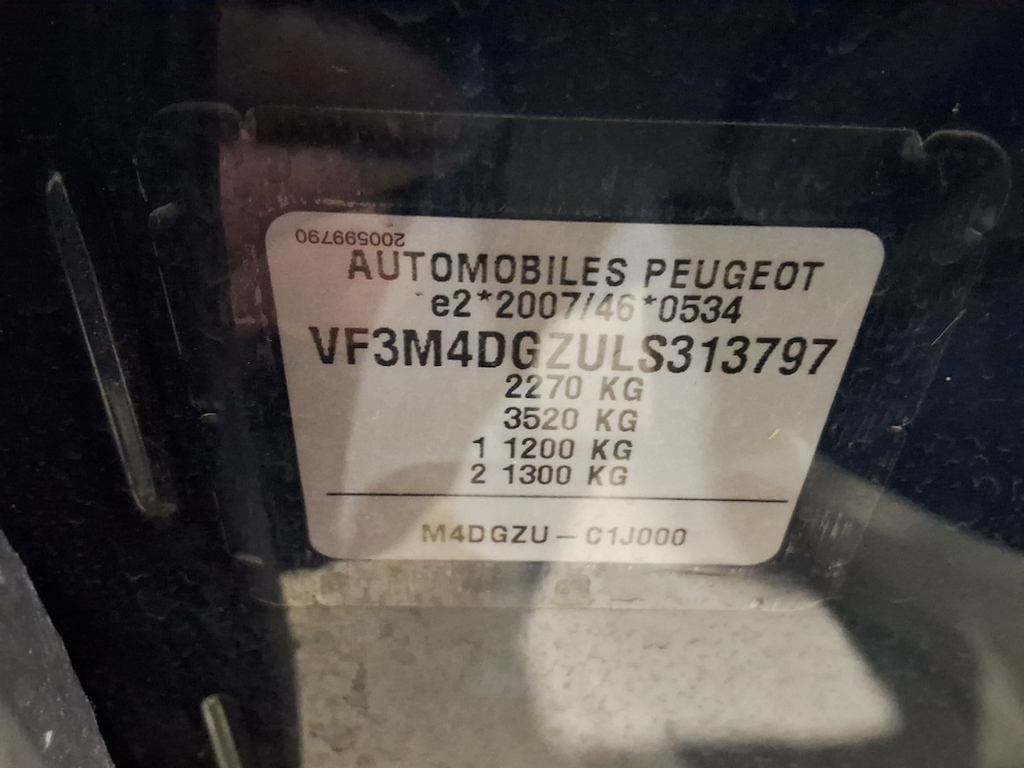 200599790
AUTOMOBILES PEUGEOT
e2*2007/46*0534
VF3M4DGZULS313797
2270 KG
3520 KG
1 1200 KG
2 1300 KG
M4DGZU - C1J000